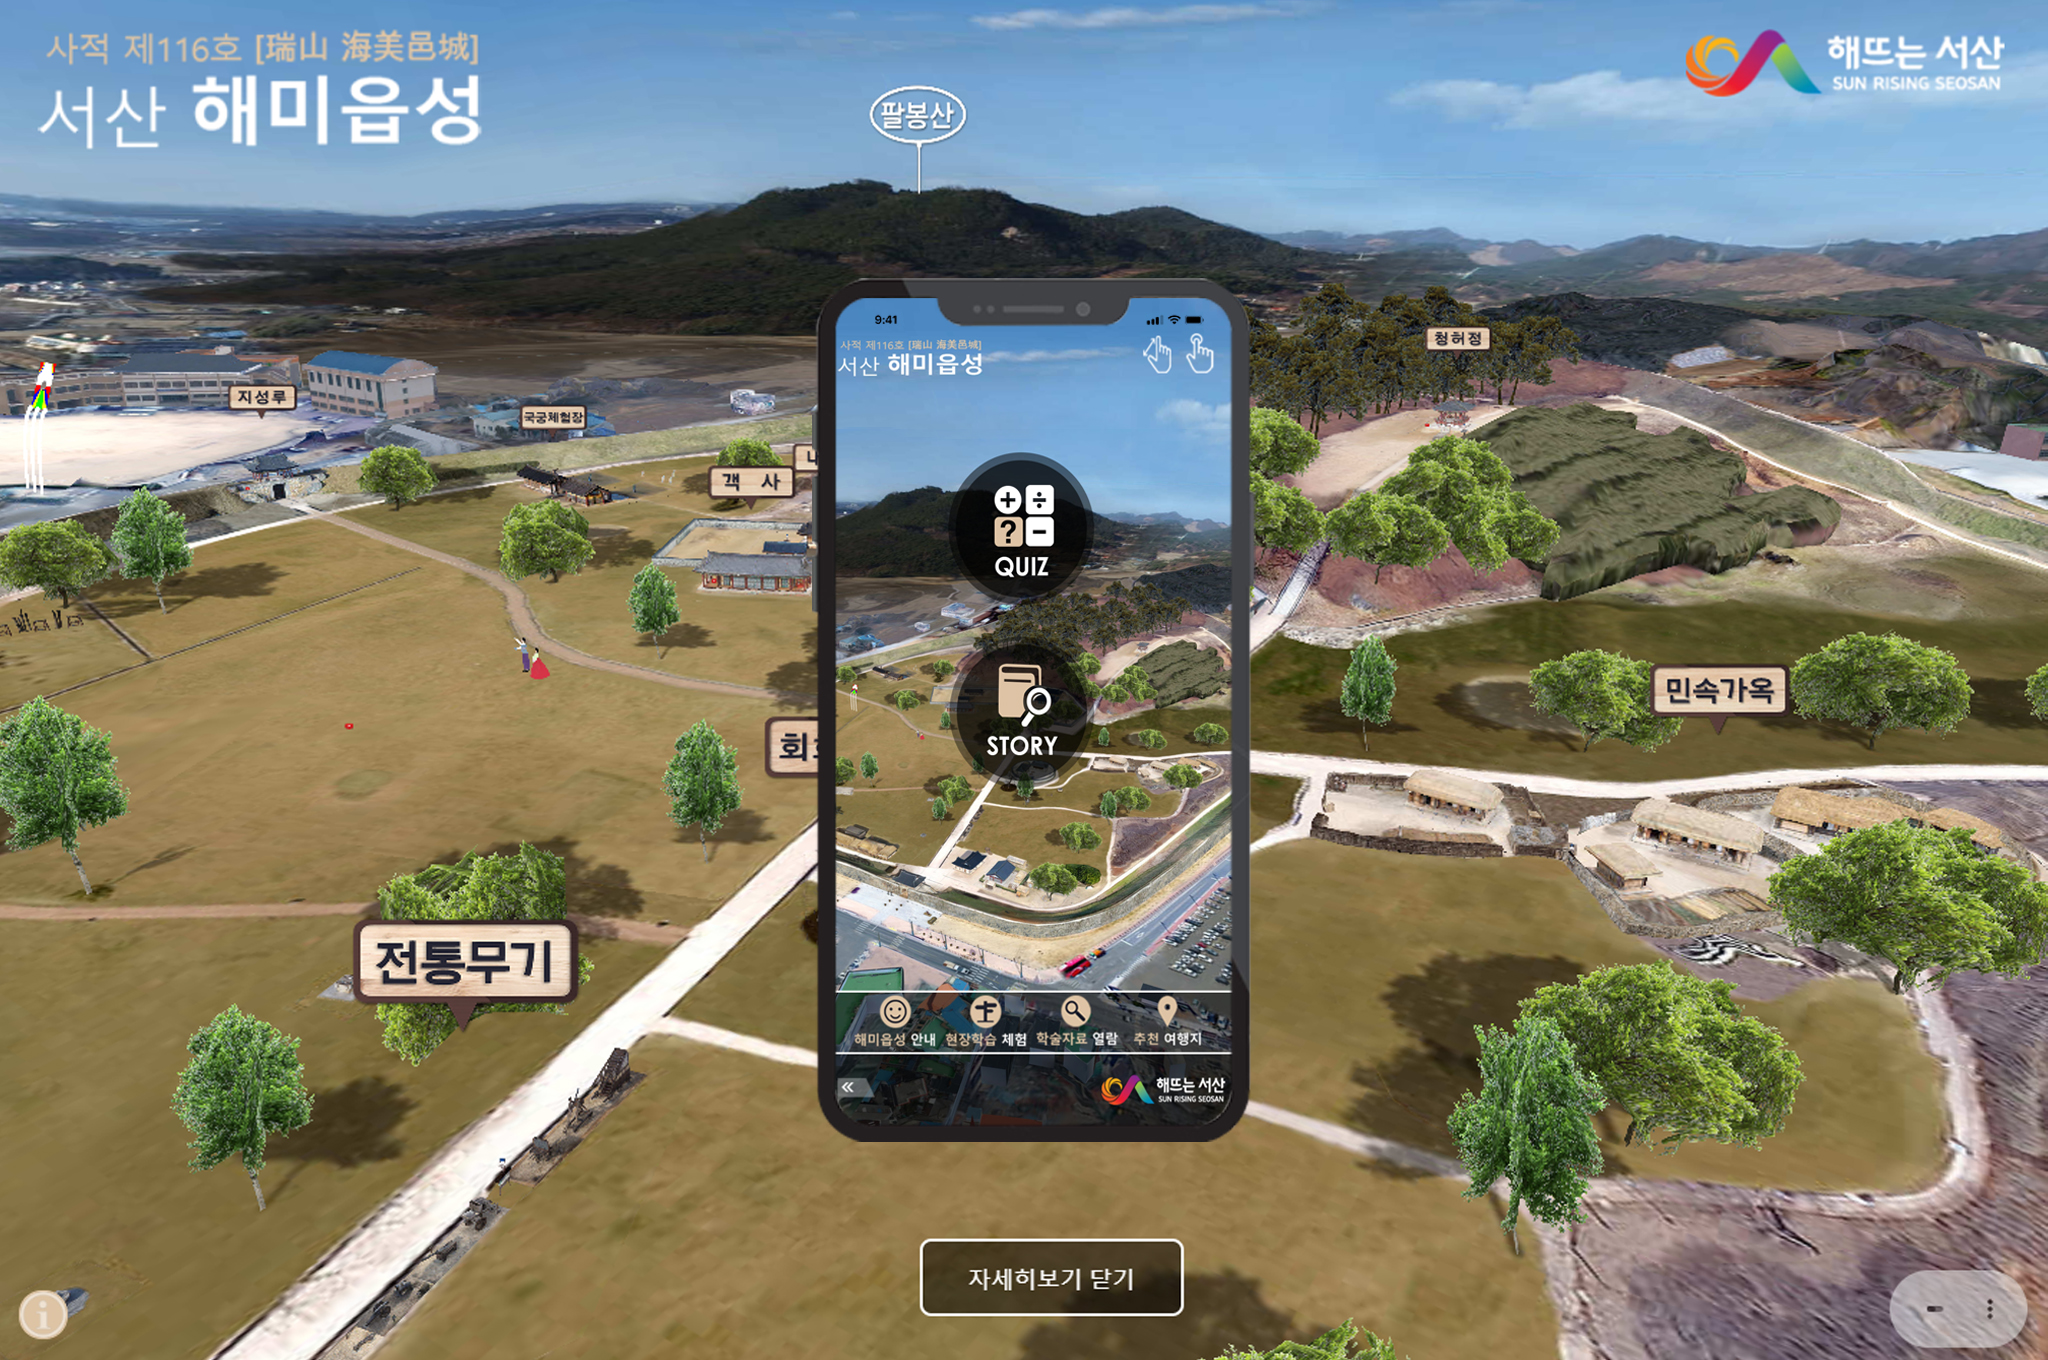 사적 제116호 [瑞山 海美邑城]
서산 해미읍성
해뜨는 서산
SUN RISING SEOSAN
팔봉산
청허정
지성루
국궁체험장
객 사
민속가옥
전통무기
9:41
사적 제116호 [瑞山 海美邑城]
서산 해미읍성
QUIZ
STORY
해미읍성 안내
현장학습 체험
학술자료 열람
추천 여행지
해뜨는 서산
SUN RISING SEOSAN
자세히보기 닫기